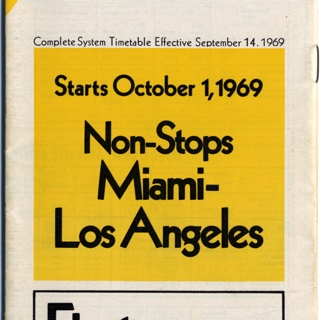 Complete System Timetable Effective September 14, 1969
Starts October 1, 1969
Non-Stops
Miami-
Los Angeles